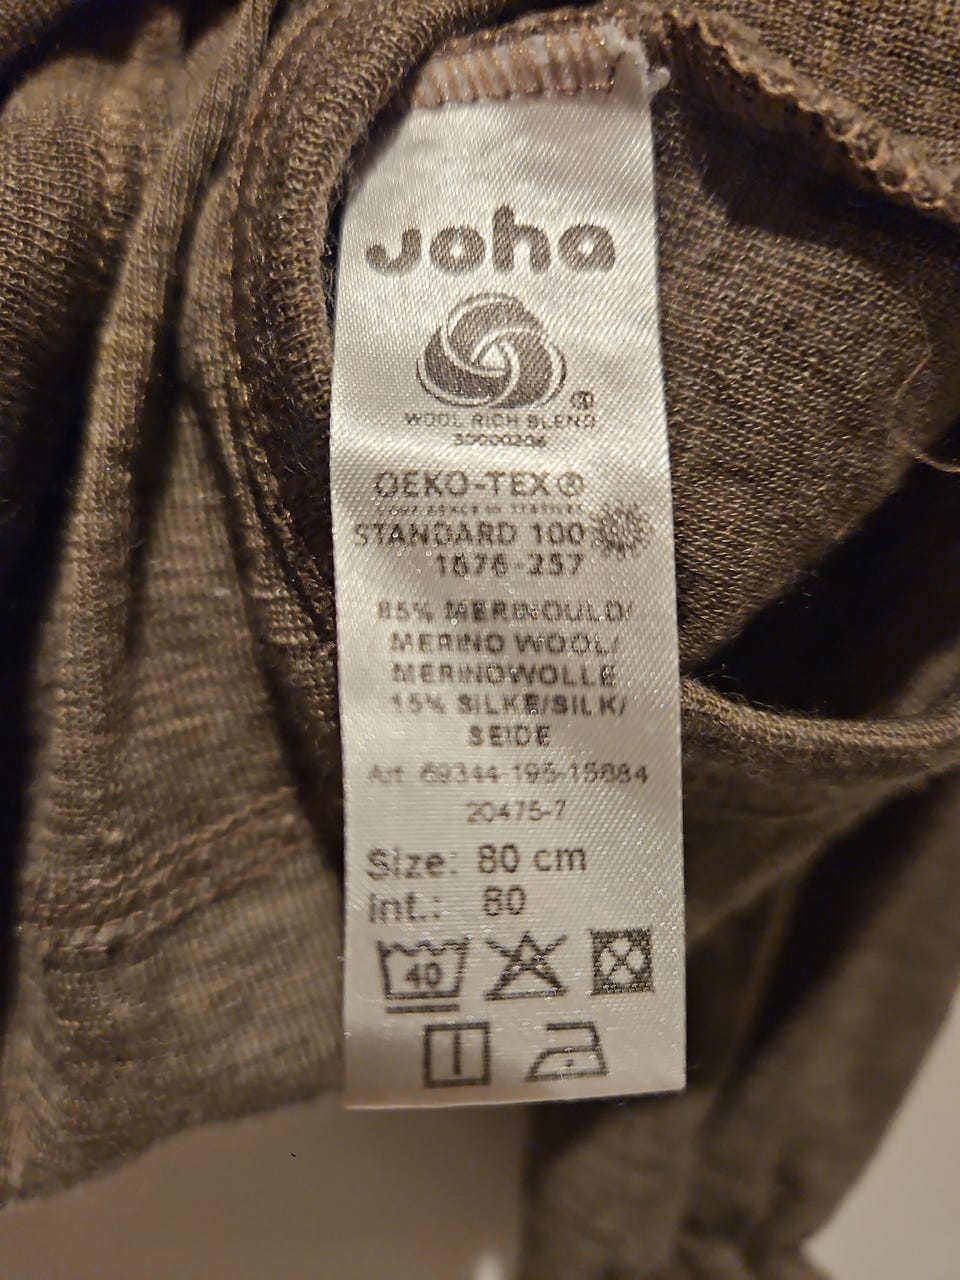 Joha
®
WOOL RICH BLEND
OEKO-TEX®
STANDARD 100
1676-257
85% MERINOULD/
MERINO WOOL/
MERINOWOLLE
15% SILKE/SILK/
SEIDE
Art. 69344-195-15684
20475-7
Size: 80 cm
Int.: 80
40